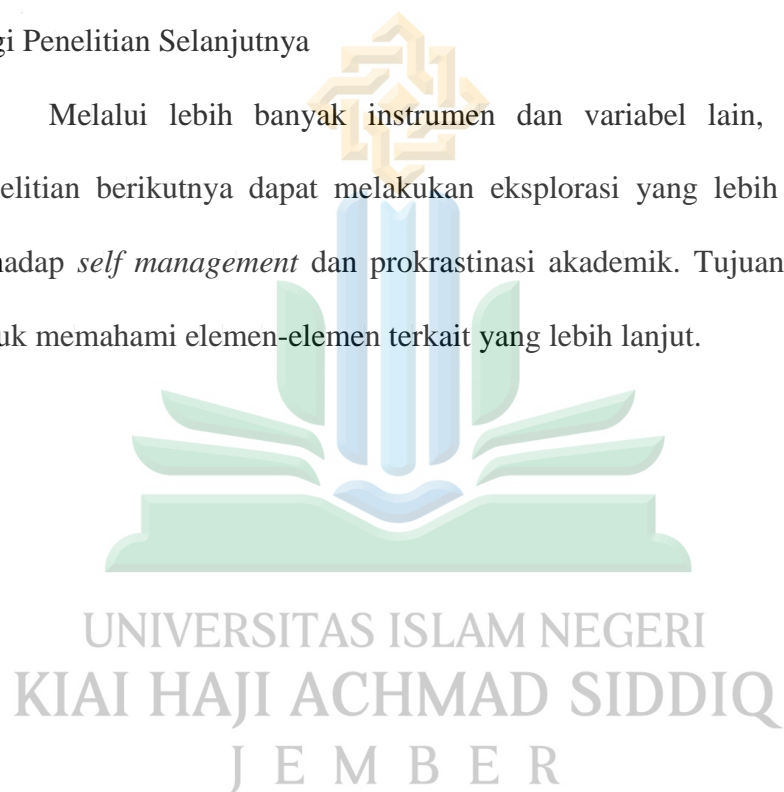 gi Penelitian Selanjutnya
Melalui lebih banyak instrumen dan variabel lain,
elitian berikutnya dapat melakukan eksplorasi yang lebih
hadap self management dan prokrastinasi akademik. Tujuan
uk memahami elemen-elemen terkait yang lebih lanjut.
UNIVERSITAS ISLAM NEGERI
KIAI HAJI ACHMAD SIDDIQ
J E M B E R